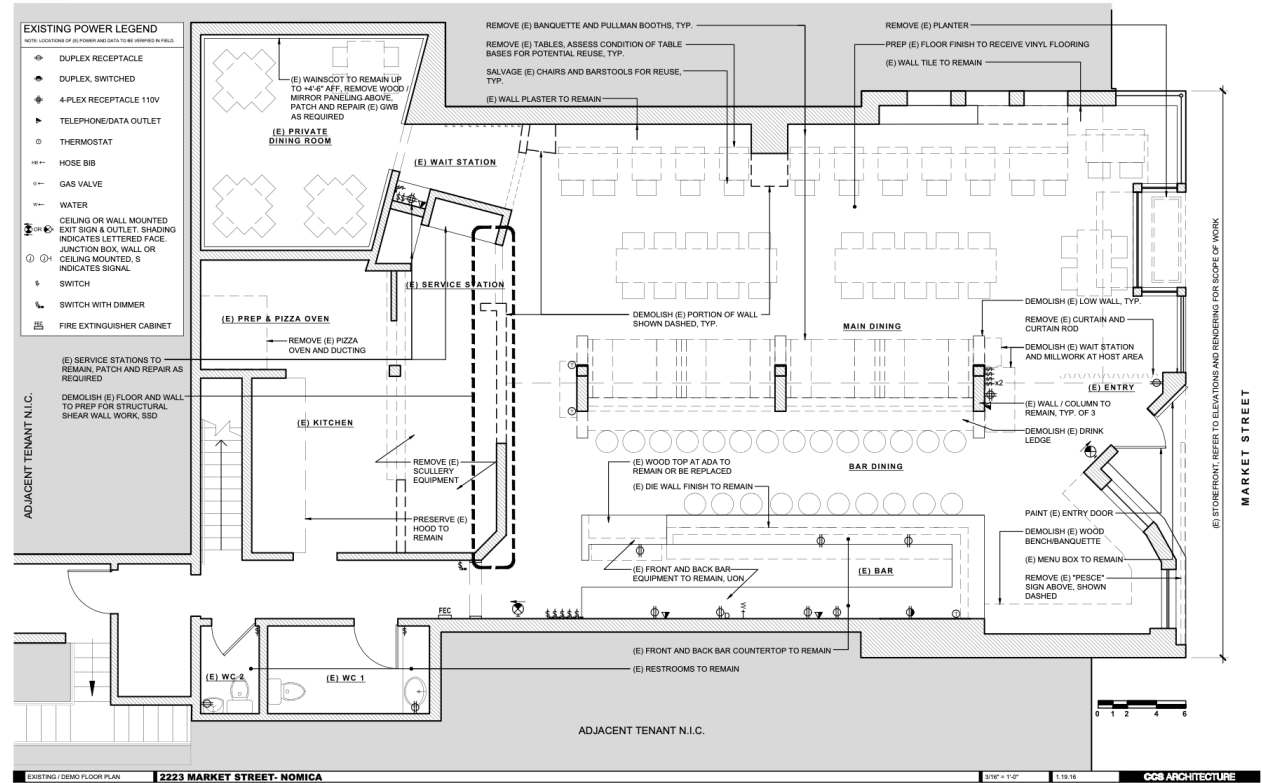 EXISTING POWER LEGEND
NOTE: LOCATIONS OF (E) POWER AND DATA TO BE VERIFIED IN FIELD.
DUPLEX RECEPTACLE
DUPLEX, SWITCHED
4-PLEX RECEPTACLE 110V
TELEPHONE/DATA OUTLET
THERMOSTAT
HB
HOSE BIB
GAS VALVE
W
WATER
OR
CEILING OR WALL MOUNTED
EXIT SIGN & OUTLET. SHADING
INDICATES LETTERED FACE.
JUNCTION BOX, WALL OR
CEILING MOUNTED, S
INDICATES SIGNAL
SWITCH
SWITCH WITH DIMMER
FEC
FIRE EXTINGUISHER CABINET
(E) WAINSCOT TO REMAIN UP
TO +4'-6" AFF, REMOVE WOOD /
MIRROR PANELING ABOVE,
PATCH AND REPAIR (E) GWB
AS REQUIRED
(E) PRIVATE
DINING ROOM
REMOVE (E) BANQUETTE AND PULLMAN BOOTHS, TYP.
REMOVE (E) TABLES, ASSESS CONDITION OF TABLE
BASES FOR POTENTIAL REUSE, TYP.
SALVAGE (E) CHAIRS AND BARSTOOLS FOR REUSE,
TYP.
(E) WALL PLASTER TO REMAIN
REMOVE (E) PLANTER
PREP (E) FLOOR FINISH TO RECEIVE VINYL FLOORING
(E) WALL TILE TO REMAIN
(E) WAIT STATION
(E) SERVICE STATION
(E) PREP & PIZZA OVEN
REMOVE (E) PIZZA
OVEN AND DUCTING
(E) SERVICE STATIONS TO
REMAIN, PATCH AND REPAIR AS
REQUIRED
DEMOLISH (E) FLOOR AND WALL
TO PREP FOR STRUCTURAL
SHEAR WALL WORK, SSD
(E) KITCHEN
REMOVE (E)
SCULLERY
EQUIPMENT
PRESERVE (E)
HOOD TO
REMAIN
DEMOLISH (E) PORTION OF WALL
SHOWN DASHED, TYP.
MAIN DINING
DEMOLISH (E) LOW WALL, TYP.
REMOVE (E) CURTAIN AND
CURTAIN ROD
DEMOLISH (E) WAIT STATION
AND MILLWORK AT HOST AREA
x2
(E) ENTRY
(E) WALL / COLUMN TO
REMAIN, TYP. OF 3
DEMOLISH (E) DRINK
LEDGE
BAR DINING
(E) WOOD TOP AT ADA TO
REMAIN OR BE REPLACED
(E) DIE WALL FINISH TO REMAIN
PAINT (E) ENTRY DOOR
DEMOLISH (E) WOOD
BENCH/BANQUETTE
(E) MENU BOX TO REMAIN
REMOVE (E) "PESCE"
SIGN ABOVE, SHOWN
DASHED
(E) FRONT AND BACK BAR
EQUIPMENT TO REMAIN, UON
(E) BAR
FEC
W
(E) FRONT AND BACK BAR COUNTERTOP TO REMAIN
(E) RESTROOMS TO REMAIN
(E) WC 2
(E) WC 1
ADJACENT TENANT N.I.C.
ADJACENT TENANT N.I.C.
(E) STOREFRONT, REFER TO ELEVATIONS AND RENDERING FOR SCOPE OF WORK
MARKET STREET
0 1 2 4 6
EXISTING / DEMO FLOOR PLAN
2223 MARKET STREET- NOMICA
3/16" = 1'-0"
1.19.16
CCS ARCHITECTURE